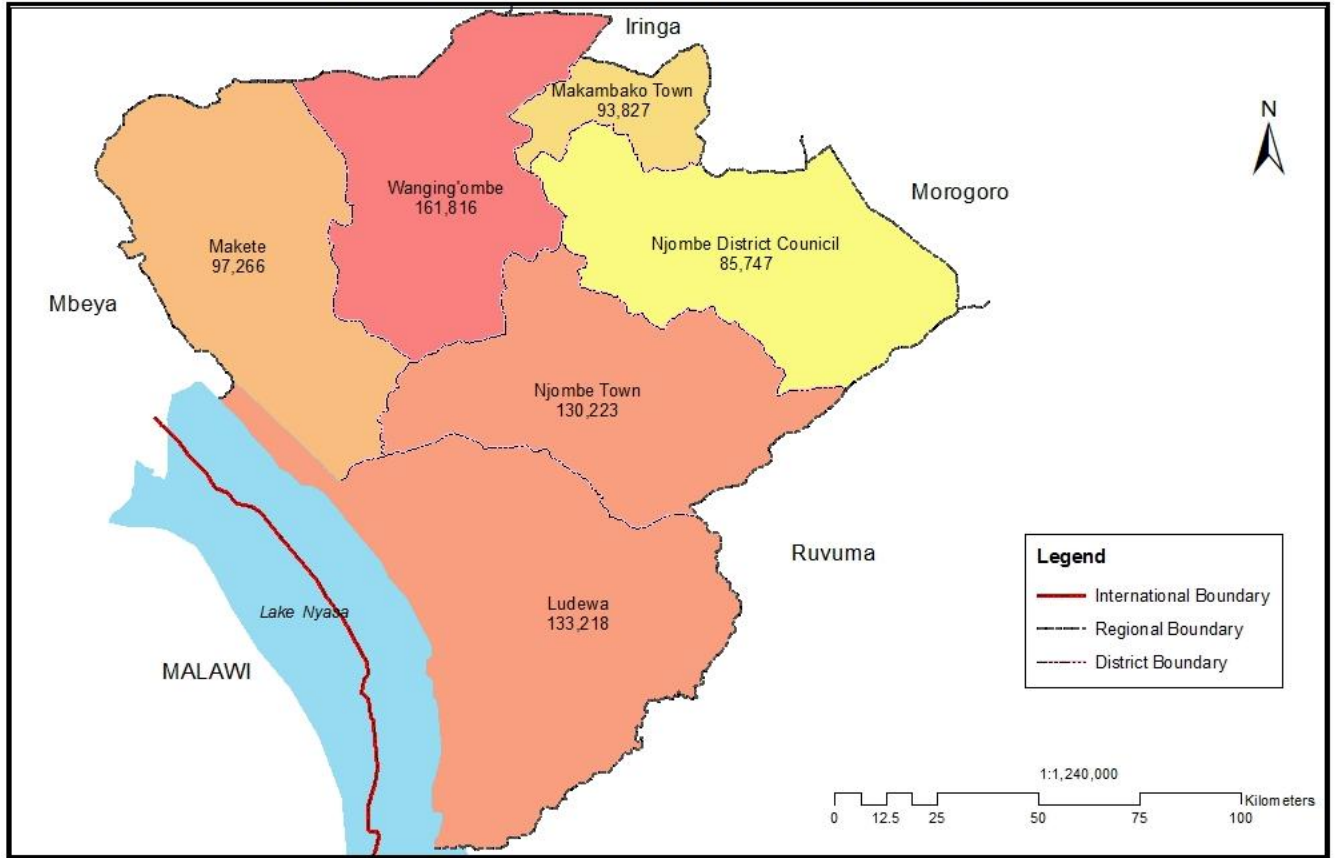 Iringa
Makambako Town
93,827
N
Wanging'ombe
161,816
Morogoro
Njombe District Counicil
85,747
Makete
97,266
Mbeya
Njombe Town
130,223
Ruvuma
Legend
International Boundary
Regional Boundary
District Boundary
Lake Nyasa
Ludewa
133,218
MALAWI
1:1,240,000
Kilometers
0 12.5 25 50 75 100